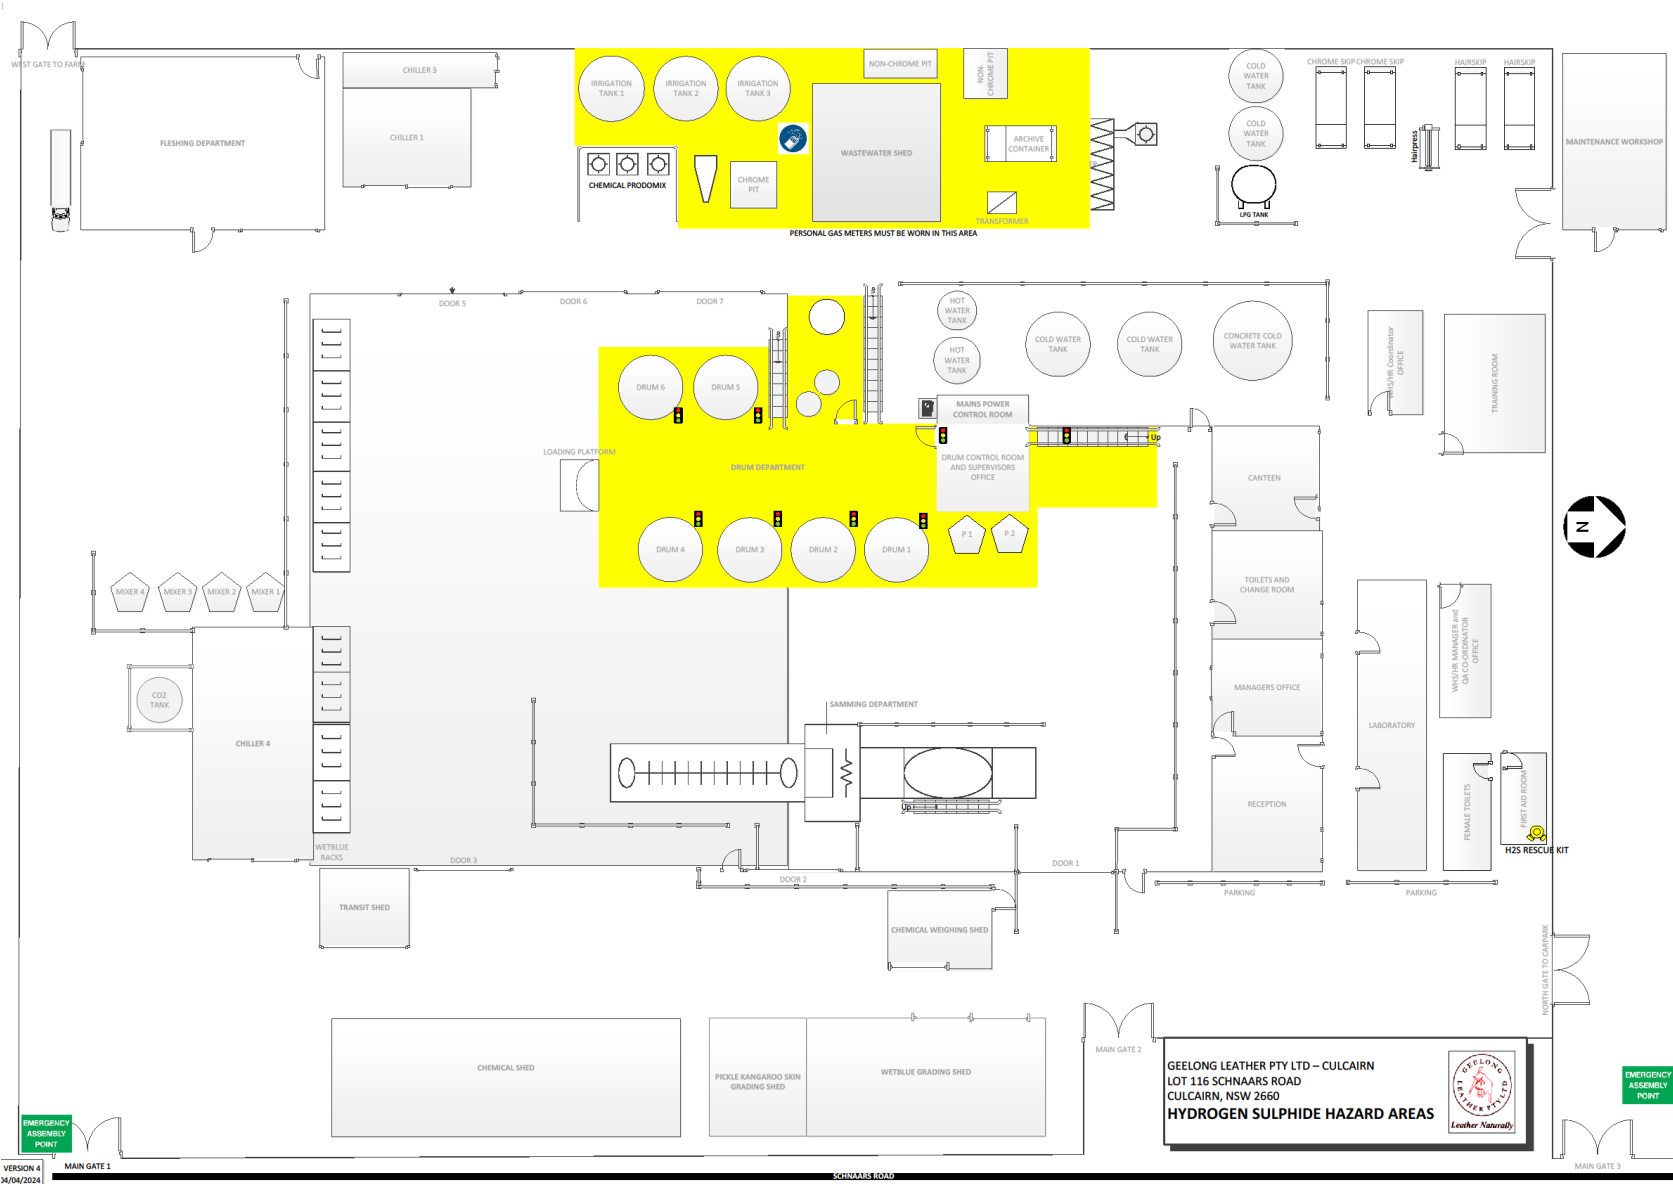 WEST GATE TO FARM
FLESHING DEPARTMENT
CHILLER 3
CHILLER 1
IRRIGATION
TANK 1
IRRIGATION
TANK 2
IRRIGATION
TANK 3
NON-CHROME PIT
NON-
CHROME PIT
WASTEWATER SHED
ARCHIVE
CONTAINER
CHEMICAL PRODOMIX
CHROME
PIT
TRANSFORMER
PERSONAL GAS METERS MUST BE WORN IN THIS AREA
COLD
WATER
TANK
COLD
WATER
TANK
LPG TANK
CHROME SKIP
CHROME SKIP
HAIRSKIP
HAIRSKIP
Hairpress
MAINTENANCE WORKSHOP
DOOR 5
DOOR 6
DOOR 7
Up
Up
HOT
WATER
TANK
HOT
WATER
TANK
COLD WATER
TANK
COLD WATER
TANK
CONCRETE COLD
WATER TANK
WHS/HR Coordinator
OFFICE
TRAINING ROOM
DRUM 6
DRUM 5
MAINS POWER
CONTROL ROOM
Up
LOADING PLATFORM
DRUM DEPARTMENT
DRUM CONTROL ROOM
AND SUPERVISORS
OFFICE
CANTEEN
N
DRUM 4
DRUM 3
DRUM 2
DRUM 1
P 1
P 2
MIXER 4
MIXER 3
MIXER 2
MIXER 1
TOILETS AND
CHANGE ROOM
WHS/HR MANAGER and
QA CO-ORDINATOR
OFFICE
CO2
TANK
CHILLER 4
MANAGERS OFFICE
LABORATORY
SAMMING DEPARTMENT
Up
RECEPTION
FEMALE TOILETS
FIRST AID ROOM
H2S RESCUE KIT
WETBLUE
RACKS
DOOR 3
DOOR 2
DOOR 1
PARKING
PARKING
TRANSIT SHED
CHEMICAL WEIGHING SHED
NORTH GATE TO CARPARK
CHEMICAL SHED
PICKLE KANGAROO SKIN
GRADING SHED
WETBLUE GRADING SHED
MAIN GATE 2
GEELONG LEATHER PTY LTD – CULCAIRN
LOT 116 SCHNAARS ROAD
CULCAIRN, NSW 2660
HYDROGEN SULPHIDE HAZARD AREAS
GEELONG
LEATHER PTY LTD
Leather Naturally
EMERGENCY
ASSEMBLY
POINT
EMERGENCY
ASSEMBLY
POINT
MAIN GATE 1
MAIN GATE 3
VERSION 4
04/04/2024
SCHNAARS ROAD